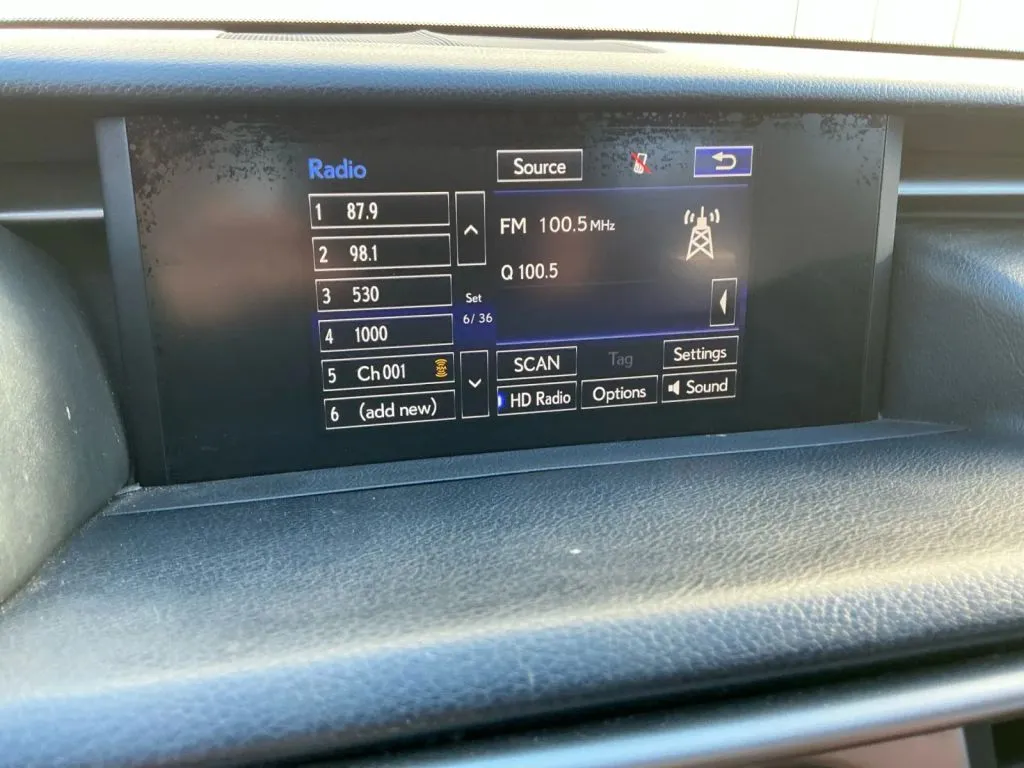 Radio
1 87.9
2 98.1
3 530
4 1000
5 Ch 001
6 (add new)
Set
6/36
Source
FM 100.5 MHz
Q 100.5
SCAN
Tag
Settings
HD Radio
Options
Sound